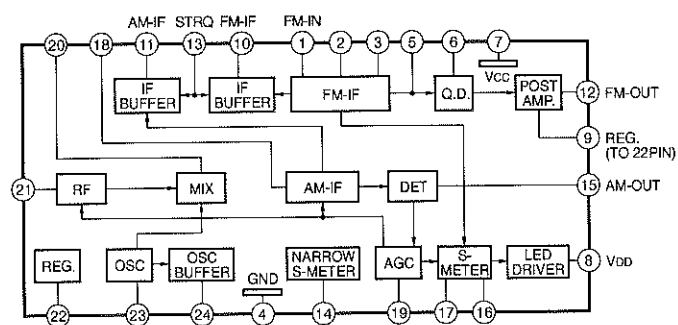 AM-IF STRQ FM-IF FM-IN
20 18 11 13 10 1 2 3 5 6 7
VCC
IF BUFFER
IF BUFFER
FM-IF
Q.D.
POST AMP.
12 FM-OUT
9 REG. (TO 22PIN)
21
RF
MIX
AM-IF
DET
15 AM-OUT
REG.
OSC
OSC BUFFER
GND
NARROW S-METER
AGC
S-METER
LED DRIVER
8 VDD
22 23 24 4 14 19 17 16